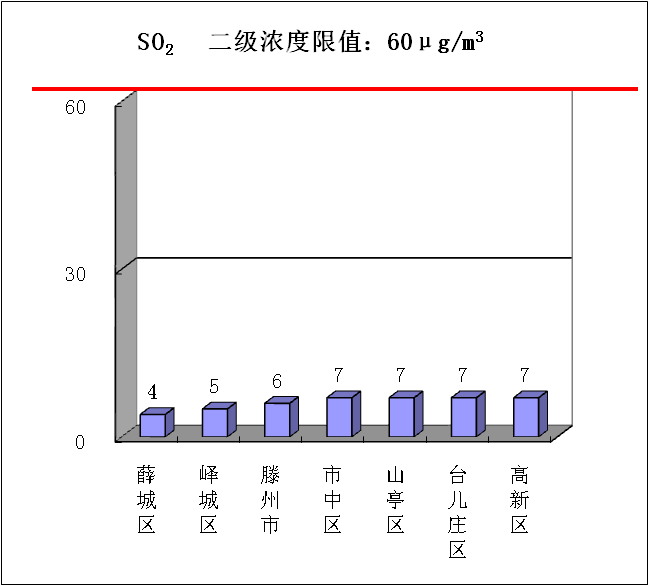 SO₂ 二级浓度限值：60μg/m³
60
30
0
4
5
6
7
7
7
7
薛城区
峄城区
滕州市
市中区
山亭区
台儿庄区
高新区